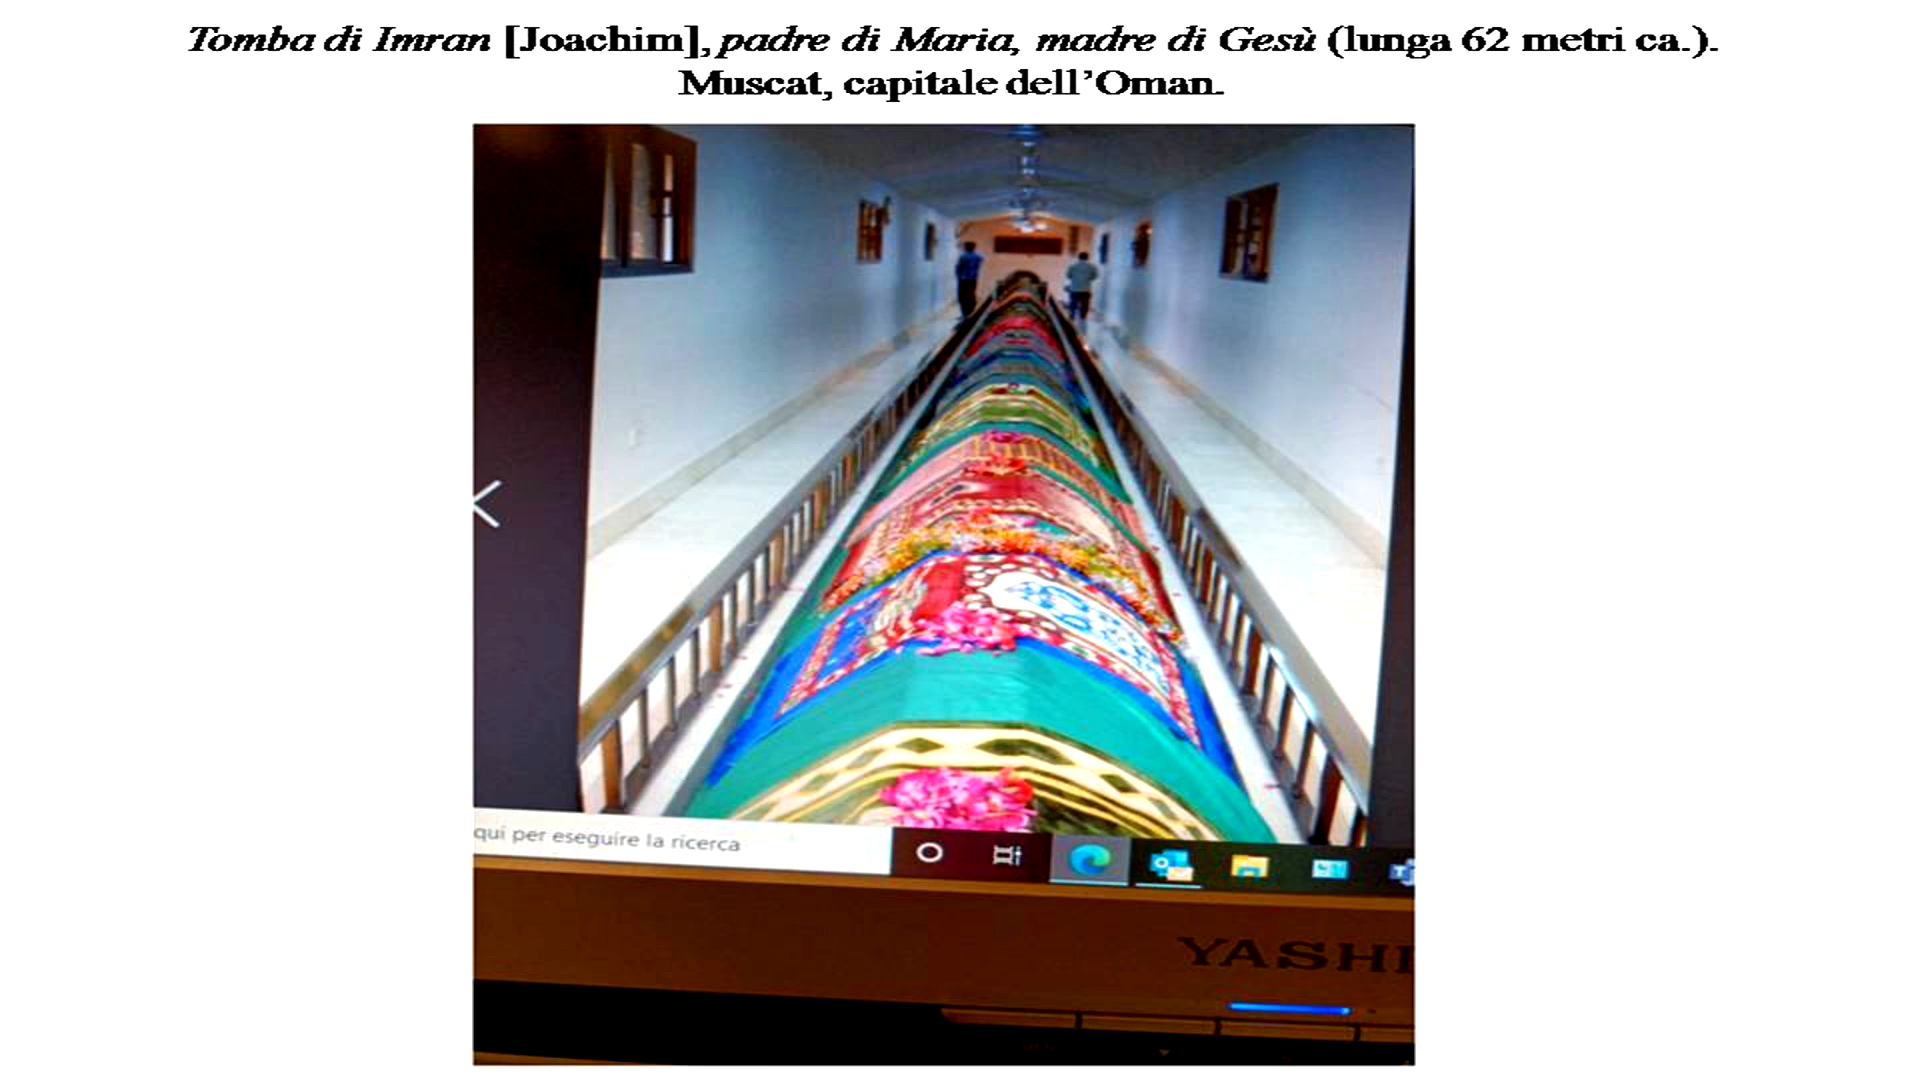 Tomba di Imran [Joachim], padre di Maria, madre di Gesù (lunga 62 metri ca.).
Muscat, capitale dell’Oman.
qui per eseguire la ricerca
YASHI